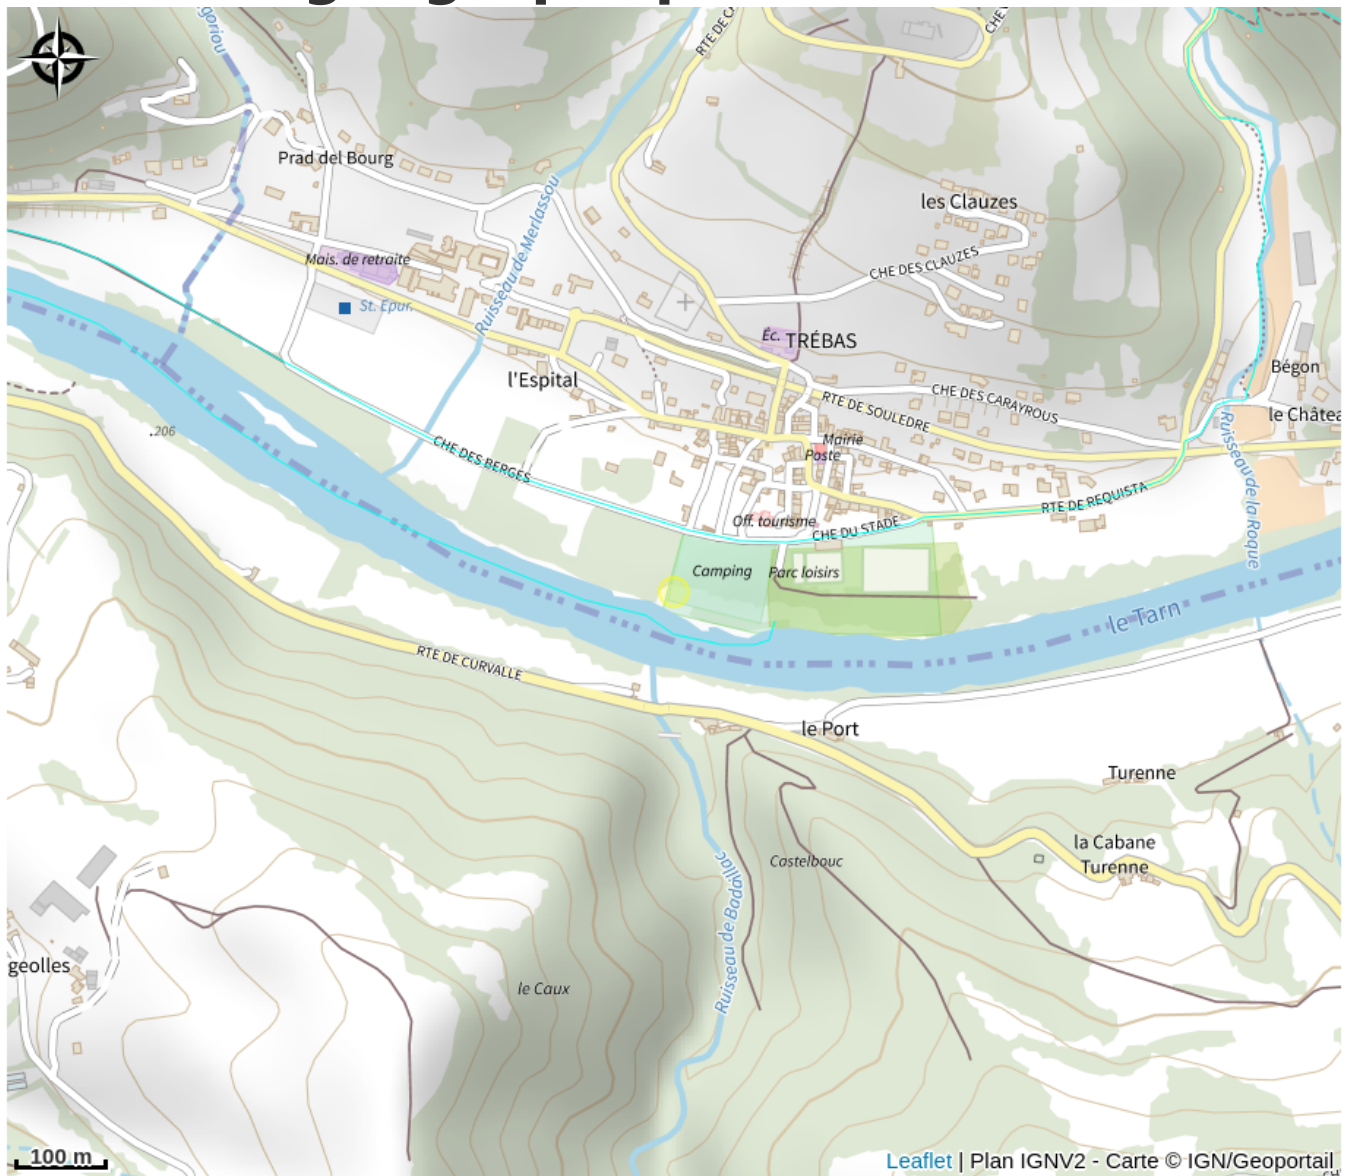 RTE DE
CHE
Prad del Bourg
les Clauzes
Ruisseau de Merlassou
CHE DES CLAUZES
Mais. de retraite
St. Epur.
Éc.
TRÉBAS
l'Espital
Bégon
CHE DES CARAYROUS
RTE DE SOULEDRE
le Châtea
.206
Mairie
Poste
CHE DES BERGES
RTE DE REQUISTA
Ruisseau de la Roque
Off. tourisme
CHE DU STADE
Camping
Parc loisirs
le Tarn
RTE DE CURVALLE
le Port
Turenne
la Cabane
Turenne
Castelbouc
Ruisseau de Badaillac
geolles
le Caux
100 m
Leaflet | Plan IGNV2 - Carte © IGN/Geoportail